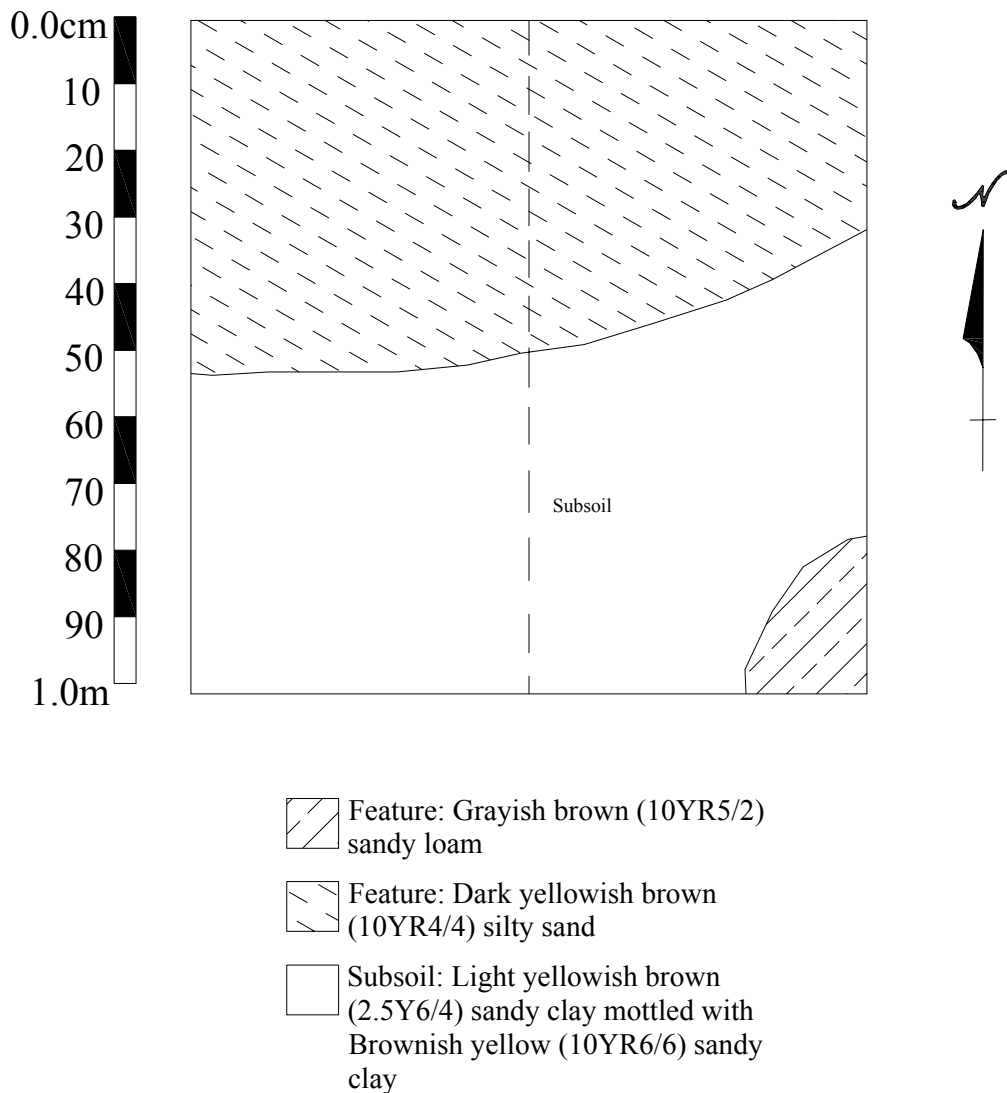 0.0cm
10
20
30
40
50
60
70
80
90
1.0m
N
Subsoil
Feature: Grayish brown (10YR5/2)
sandy loam
Feature: Dark yellowish brown
(10YR4/4) silty sand
Subsoil: Light yellowish brown
(2.5Y6/4) sandy clay mottled with
Brownish yellow (10YR6/6) sandy
clay